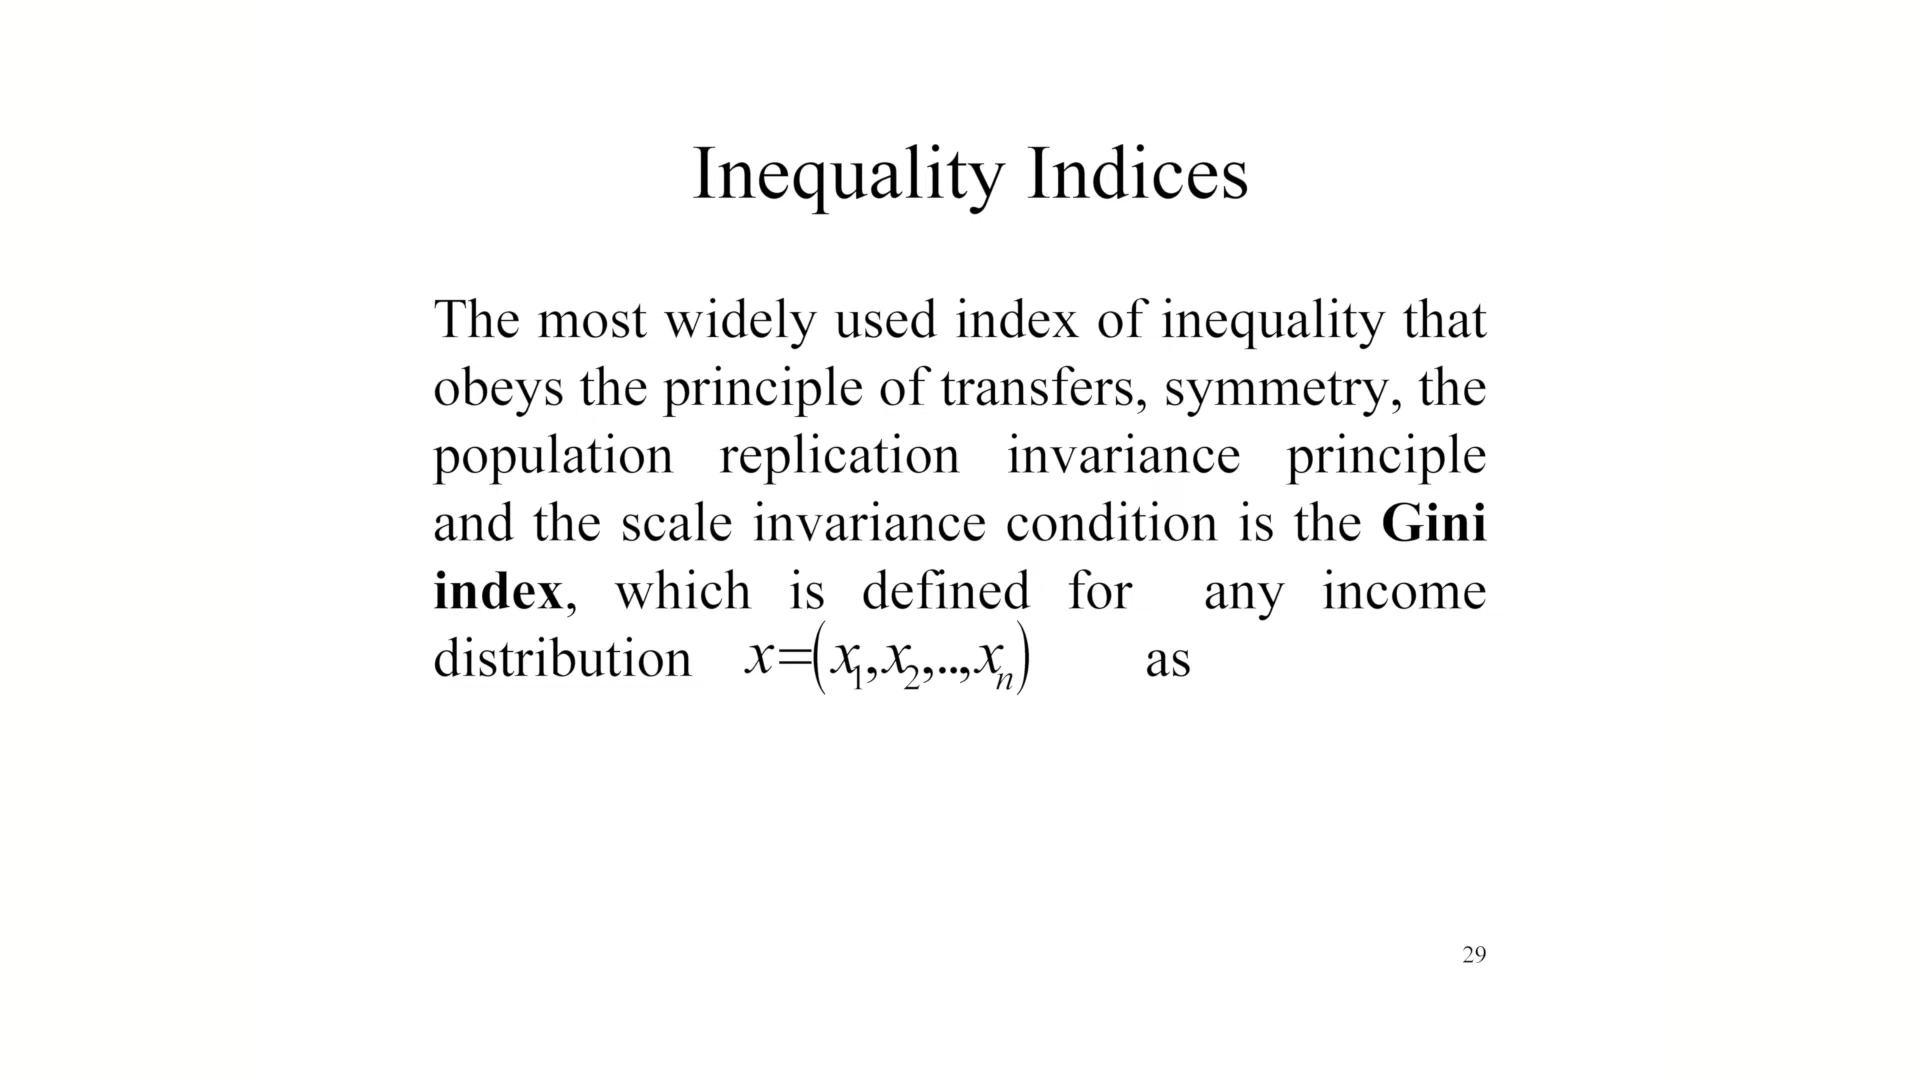 Inequality Indices
The most widely used index of inequality that
obeys the principle of transfers, symmetry, the
population replication invariance principle
and the scale invariance condition is the Gini
index, which is defined for any income
distribution x=(x₁,x₂,..,xₙ) as
29